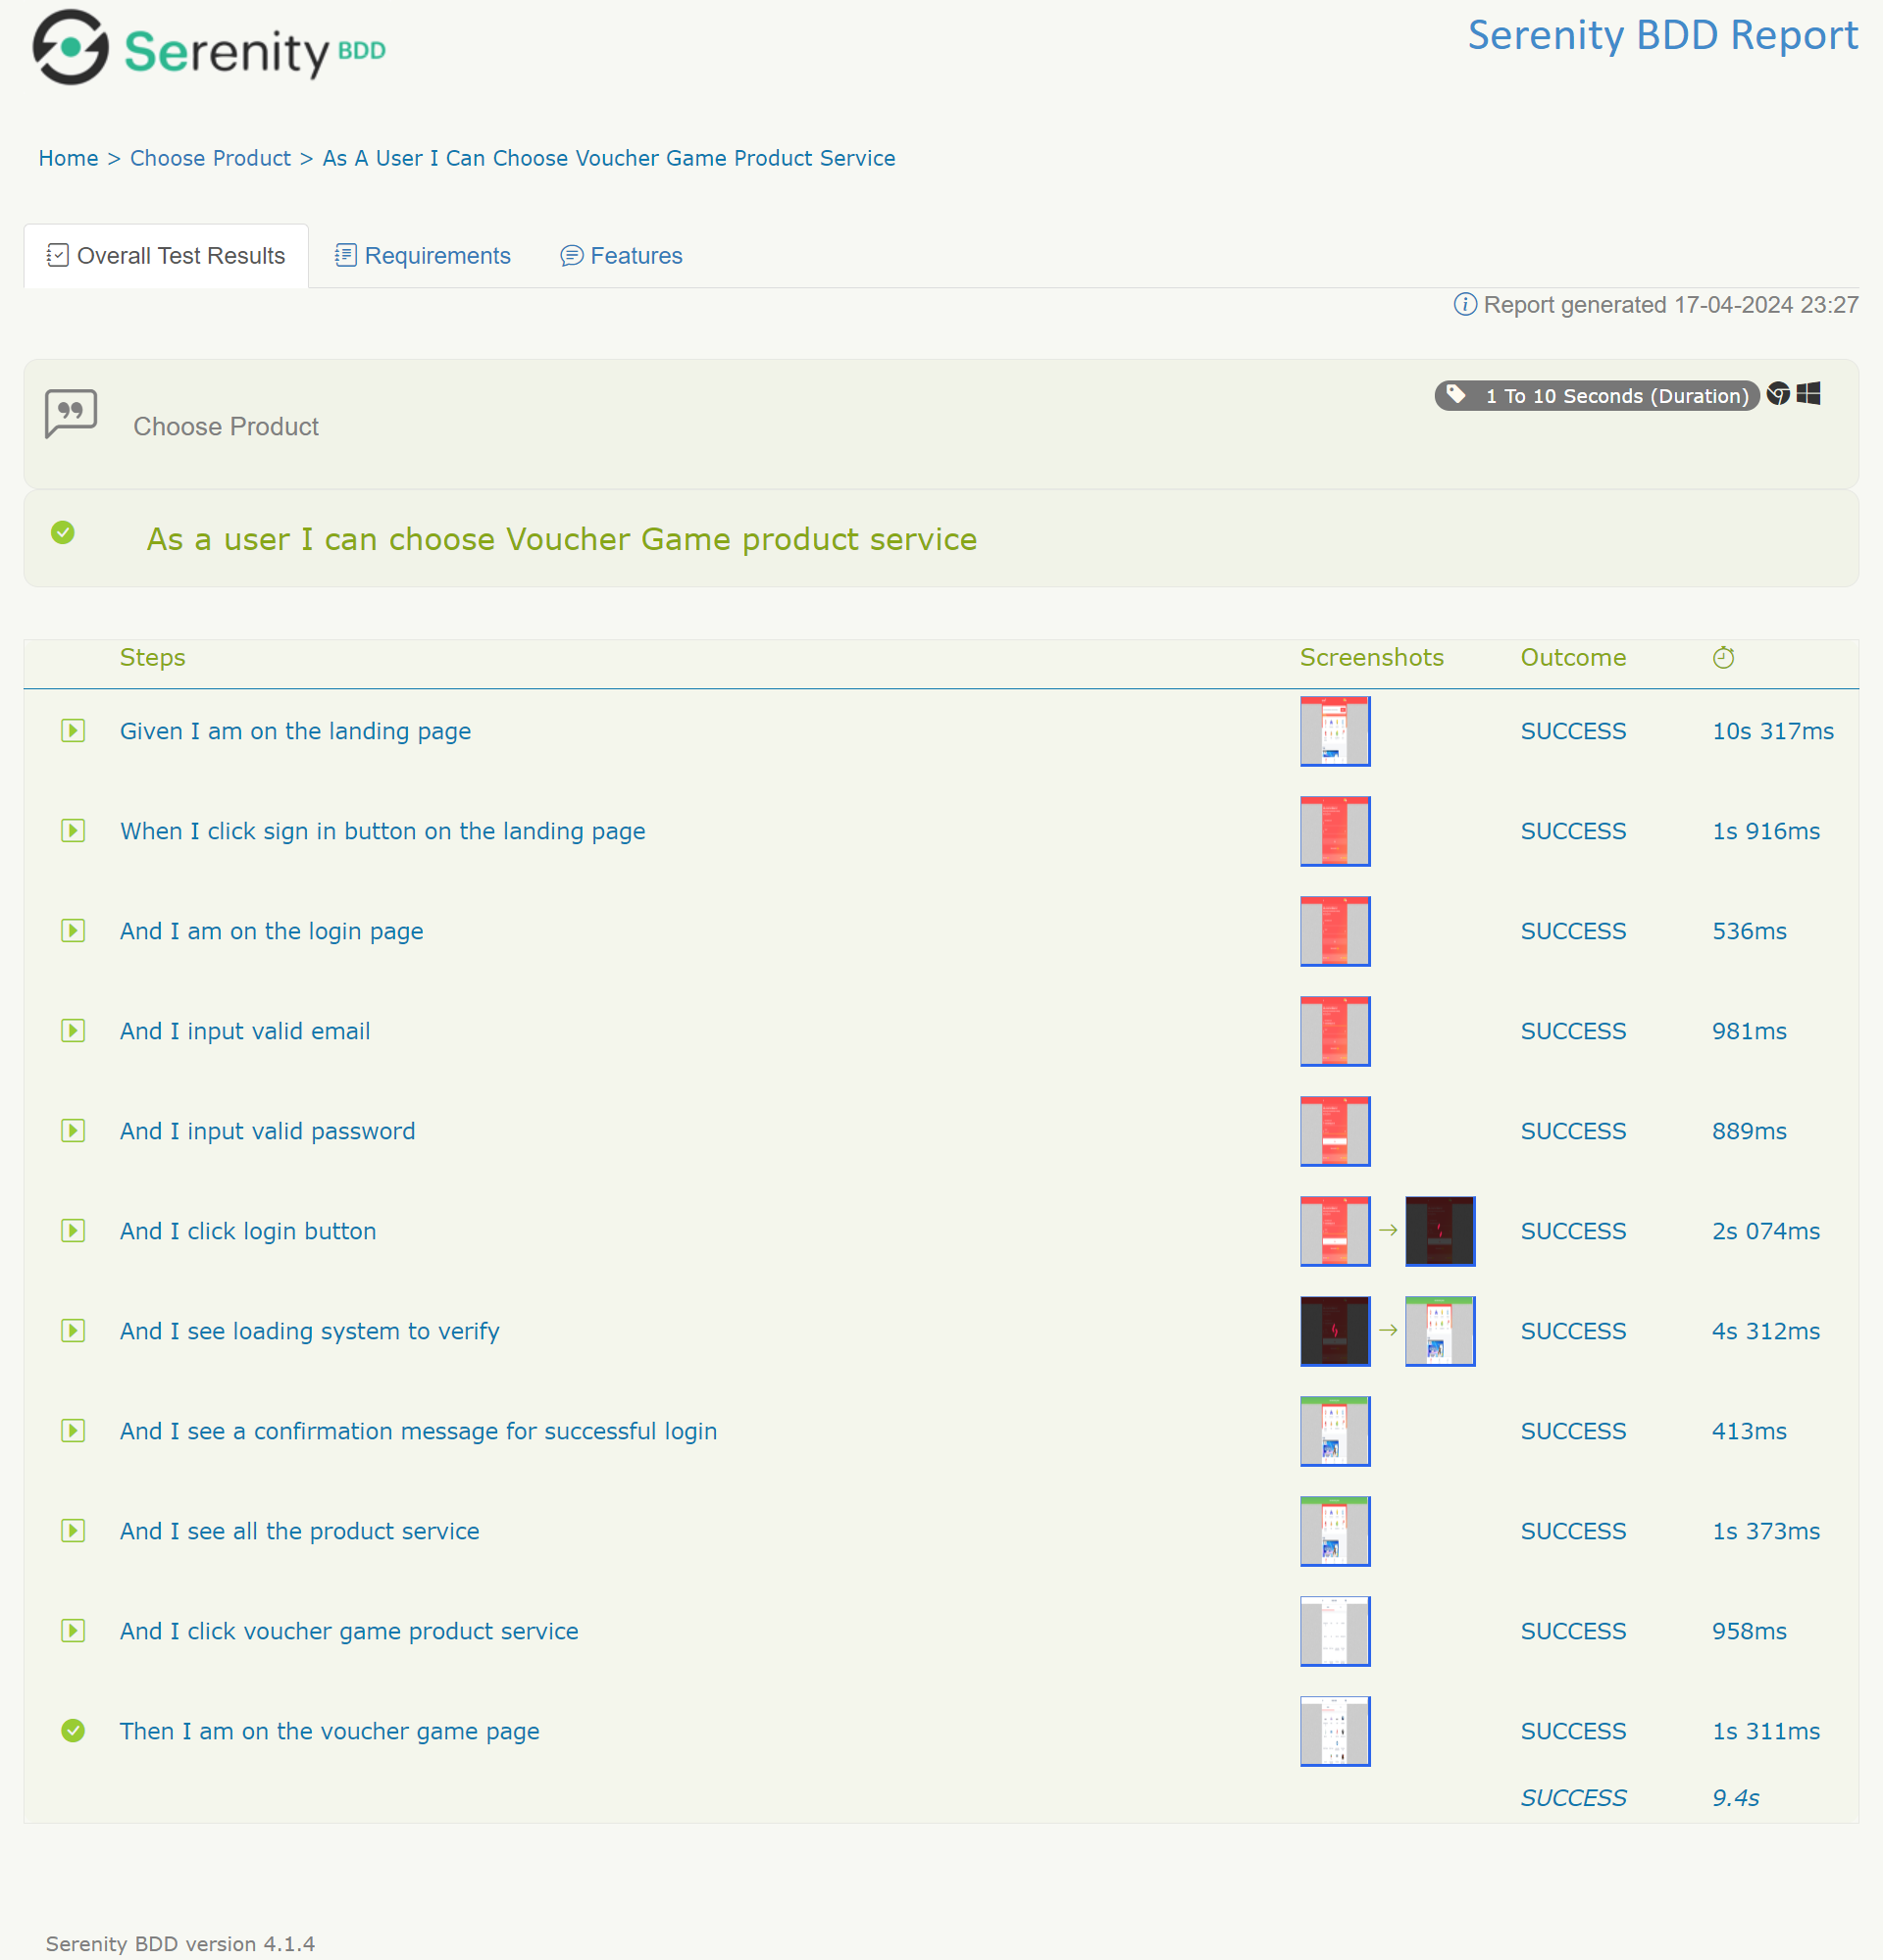 Serenity BDD
Serenity BDD Report
Home > Choose Product > As A User I Can Choose Voucher Game Product Service
Overall Test Results Requirements Features
Report generated 17-04-2024 23:27
1 To 10 Seconds (Duration)
Choose Product
As a user I can choose Voucher Game product service
Steps Screenshots Outcome
Given I am on the landing page SUCCESS 10s 317ms
When I click sign in button on the landing page SUCCESS 1s 916ms
And I am on the login page SUCCESS 536ms
And I input valid email SUCCESS 981ms
And I input valid password SUCCESS 889ms
And I click login button SUCCESS 2s 074ms
And I see loading system to verify SUCCESS 4s 312ms
And I see a confirmation message for successful login SUCCESS 413ms
And I see all the product service SUCCESS 1s 373ms
And I click voucher game product service SUCCESS 958ms
Then I am on the voucher game page SUCCESS 1s 311ms
SUCCESS 9.4s
Serenity BDD version 4.1.4